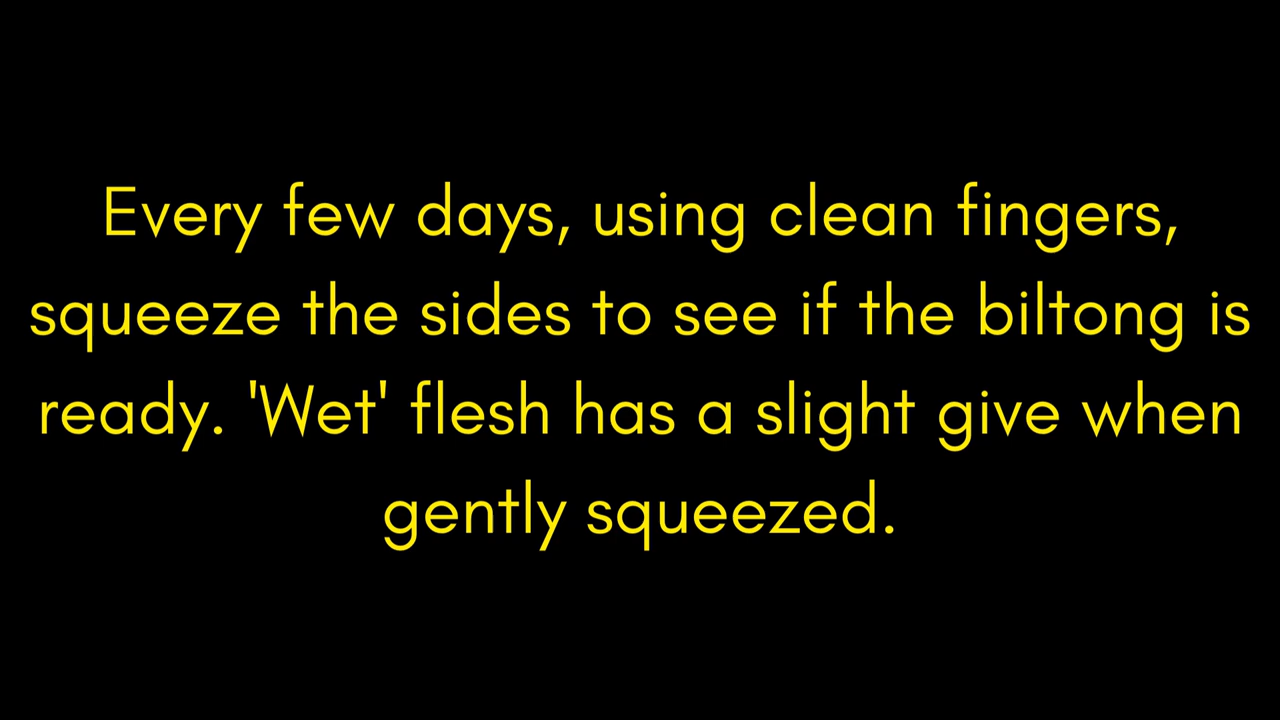 Every few days, using clean fingers,
squeeze the sides to see if the biltong is
ready. 'Wet' flesh has a slight give when
gently squeezed.